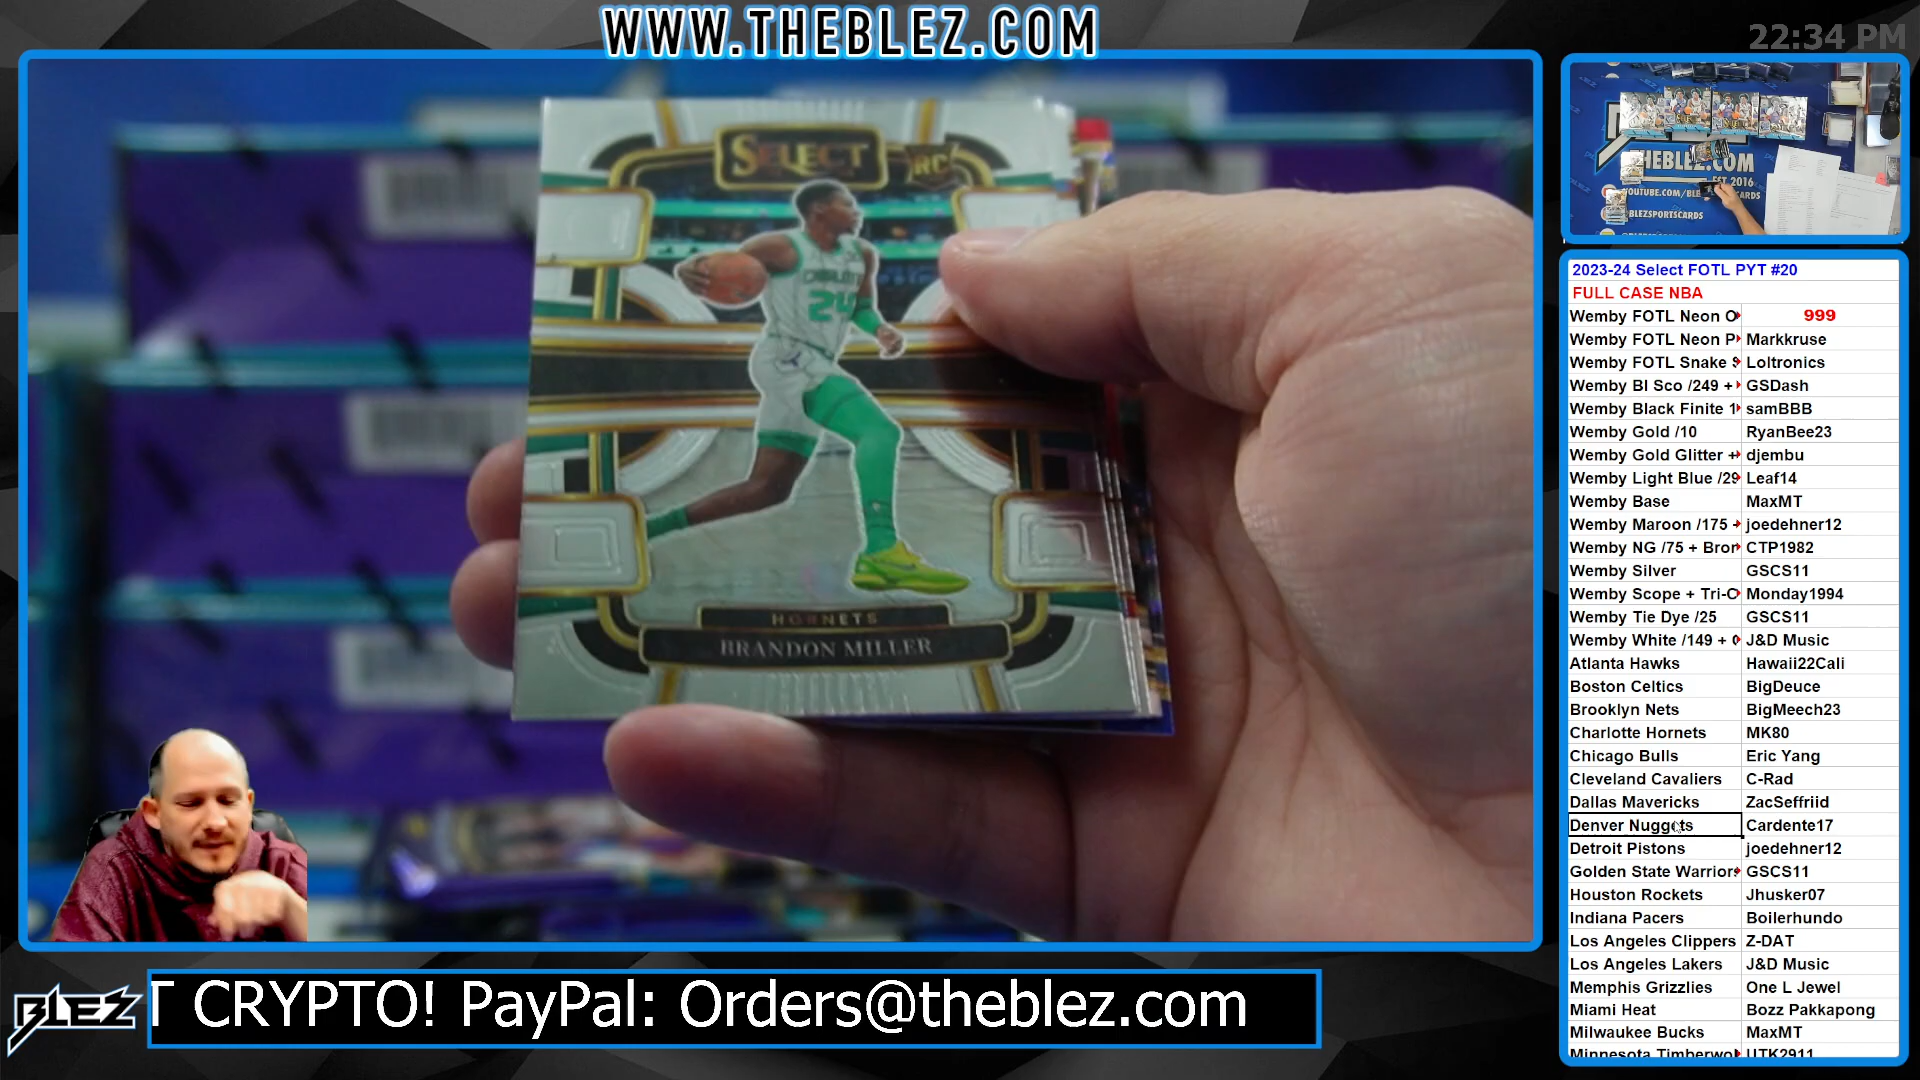 WWW.THEBLEZ.COM
22:34 PM
SELECT
RC
24
HORNETS
BRANDON MILLER
THEBLEZ.COM
EST 2016
BLEZSPORTSCARDS
2023-24 Select FOTL PYT #20
FULL CASE NBA
Wemby FOTL Neon O 999
Wemby FOTL Neon P Markkruse
Wemby FOTL Snake S Loltronics
Wemby Bl Sco /249 + GSDash
Wemby Black Finite 1 samBBB
Wemby Gold /10 RyanBee23
Wemby Gold Glitter + djembu
Wemby Light Blue /29 Leaf14
Wemby Base MaxMT
Wemby Maroon /175 joedehner12
Wemby NG /75 + Bron CTP1982
Wemby Silver GSCS11
Wemby Scope + Tri-C Monday1994
Wemby Tie Dye /25 GSCS11
Wemby White /149 + J&D Music
Atlanta Hawks Hawaii22Cali
Boston Celtics BigDeuce
Brooklyn Nets BigMeech23
Charlotte Hornets MK80
Chicago Bulls Eric Yang
Cleveland Cavaliers C-Rad
Dallas Mavericks ZacSeffriid
Denver Nuggets Cardente17
Detroit Pistons joedehner12
Golden State Warriors GSCS11
Houston Rockets Jhusker07
Indiana Pacers Boilerhundo
Los Angeles Clippers Z-DAT
Los Angeles Lakers J&D Music
Memphis Grizzlies One L Jewel
Miami Heat Bozz Pakkapong
Milwaukee Bucks MaxMT
Minnesota Timberwol UTK2911
BLEZ
T CRYPTO! PayPal: Orders@theblez.com